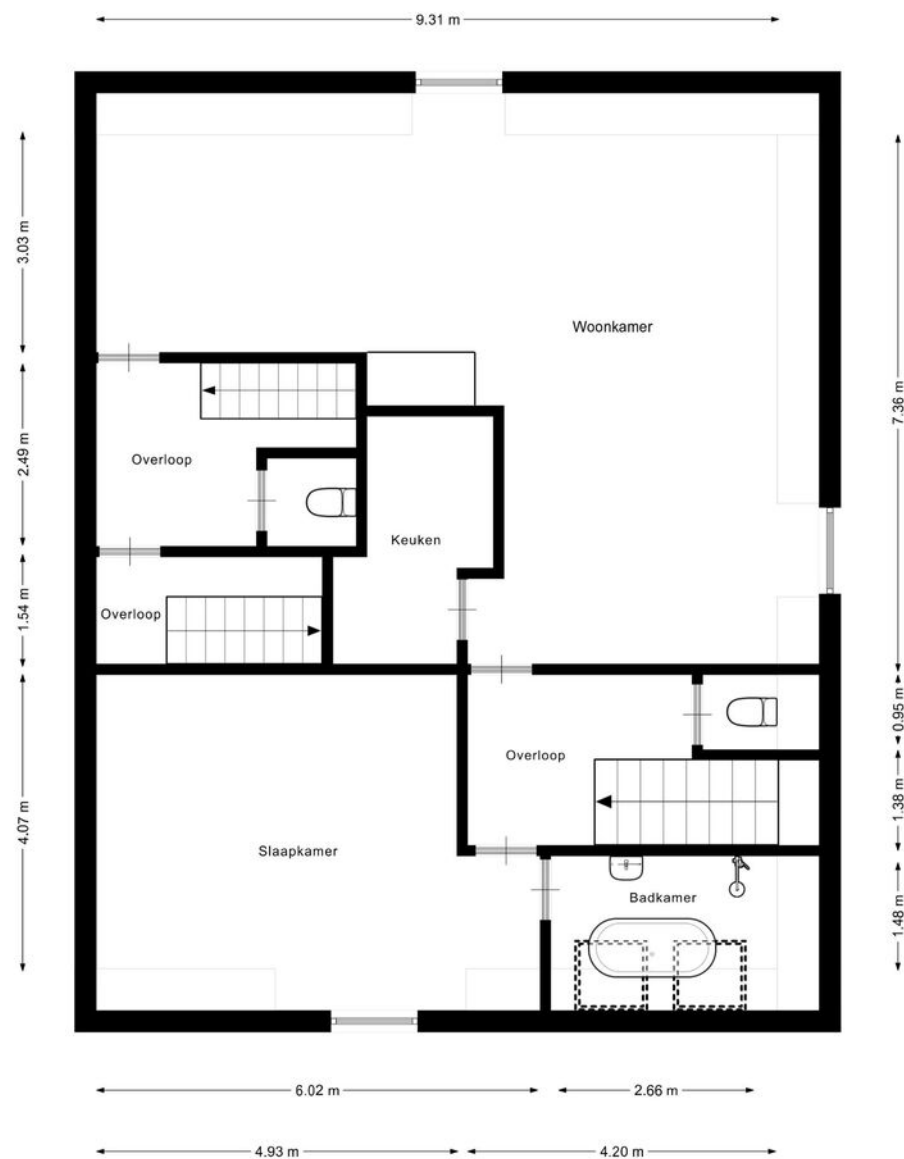 9.31 m
3.03 m
Woonkamer
7.36 m
2.49 m
Overloop
Keuken
1.54 m
Overloop
0.95 m
Overloop
1.38 m
4.07 m
Slaapkamer
Badkamer
1.48 m
6.02 m
2.66 m
4.93 m
4.20 m